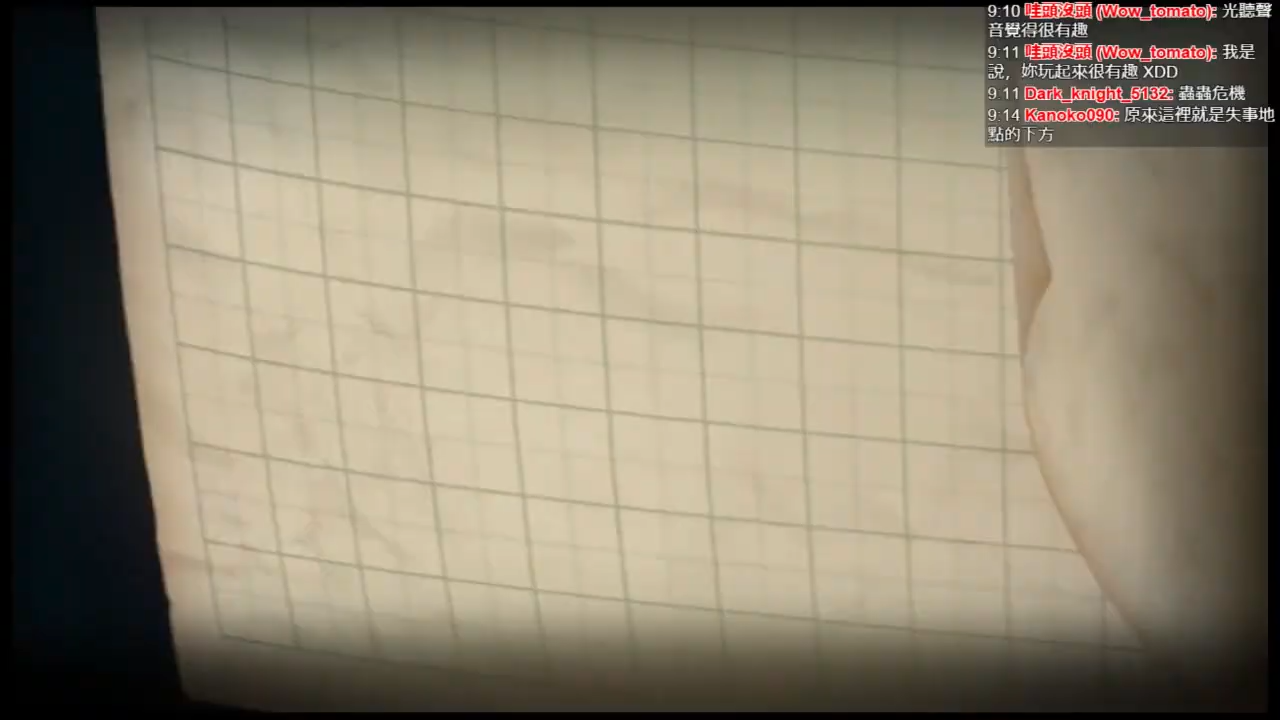 9:10 哇頭沒頭 (Wow_tomato): 光聽聲
音覺得很有趣
9:11 哇頭沒頭 (Wow_tomato): 我是
說，妳玩起來很有趣 XDD
9:11 Dark_knight_5132: 蟲蟲危機
9:14 Kanoko090: 原來這裡就是失事地
點的下方